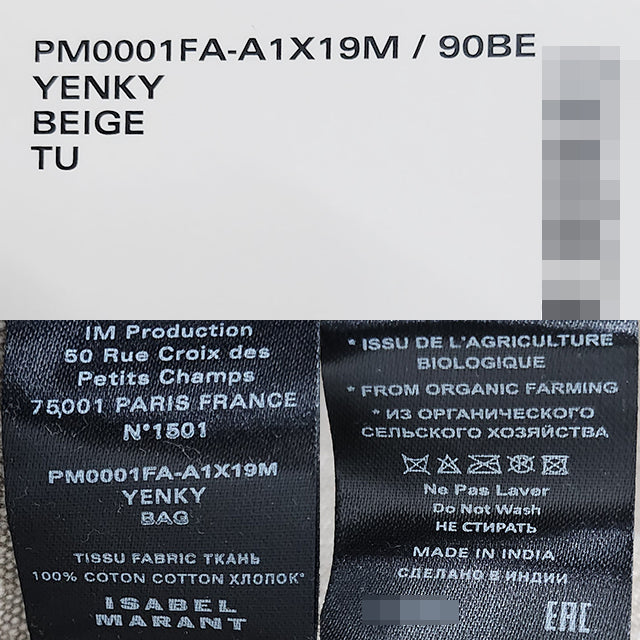 PM0001FA-A1X19M / 90BE
YENKY
BEIGE
TU
IM Production
50 Rue Croix des
Petits Champs
75001 PARIS FRANCE
N°1501
PM0001FA-A1X19M
YENKY
BAG
TISSU FABRIC ТКАНЬ
100% COTON COTTON ХЛОПОК*
ISABEL
MARANT
* ISSU DE L'AGRICULTURE
BIOLOGIQUE
* FROM ORGANIC FARMING
* ИЗ ОРГАНИЧЕСКОГО
СЕЛЬСКОГО ХОЗЯЙСТВА
Ne Pas Laver
Do Not Wash
НЕ СТИРАТЬ
MADE IN INDIA
СДЕЛАНО В ИНДИИ
EAC